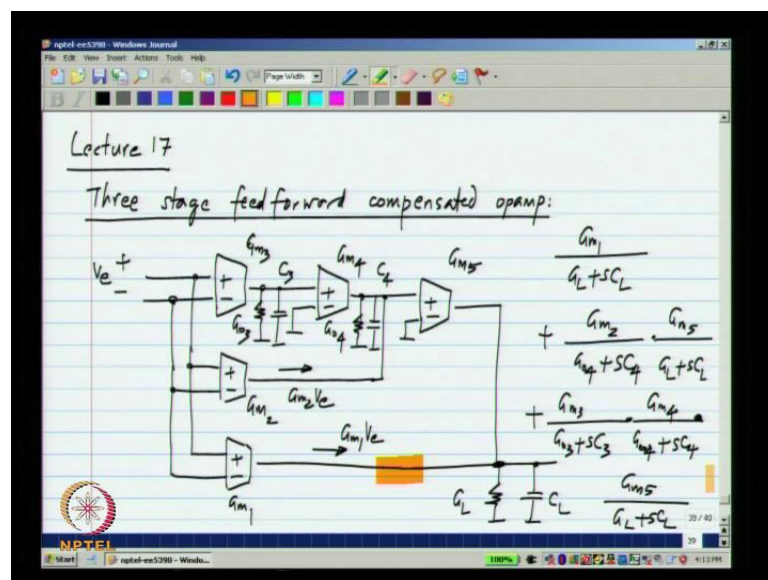 nptel-ee5390 - Windows Journal
File Edit View Insert Actions Tools Help
Page Width
B I
Lecture 17
Three stage feedforward compensated opamp:
Ve + -
Gm3 C3 Gm4 C4 Gm5
Go3 Go4
Gm2 Gm2Ve
Gm1 Gm1Ve
GL CL
Gm1 / GL+SCL
+ Gm2 / Go4+SC4 · Gm5 / GL+SCL
+ Gm3 / Go3+SC3 · Gm4 / Go4+SC4 ·
Gm5 / GL+SCL
39 / 40
39
NPTEL
Start nptel-ee5390 - Windo... 100% 4:13 PM